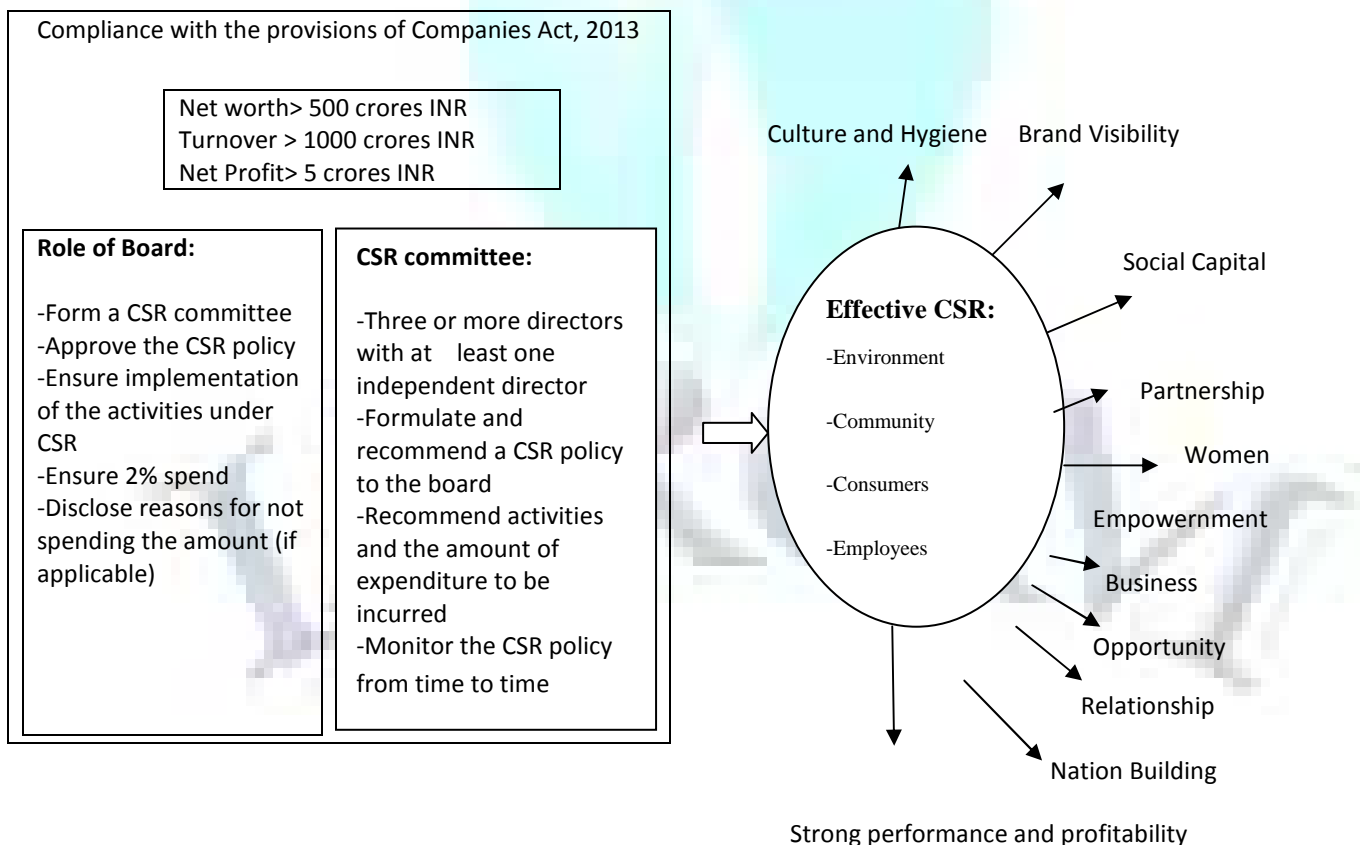 Compliance with the provisions of Companies Act, 2013
Net worth> 500 crores INR
Turnover > 1000 crores INR
Net Profit> 5 crores INR
Role of Board:
-Form a CSR committee
-Approve the CSR policy
-Ensure implementation
of the activities under
CSR
-Ensure 2% spend
-Disclose reasons for not
spending the amount (if
applicable)
CSR committee:
-Three or more directors
with at least one
independent director
-Formulate and
recommend a CSR policy
to the board
-Recommend activities
and the amount of
expenditure to be
incurred
-Monitor the CSR policy
from time to time
Effective CSR:
-Environment
-Community
-Consumers
-Employees
Culture and Hygiene
Brand Visibility
Social Capital
Partnership
Women
Empowernment
Business
Opportunity
Relationship
Nation Building
Strong performance and profitability